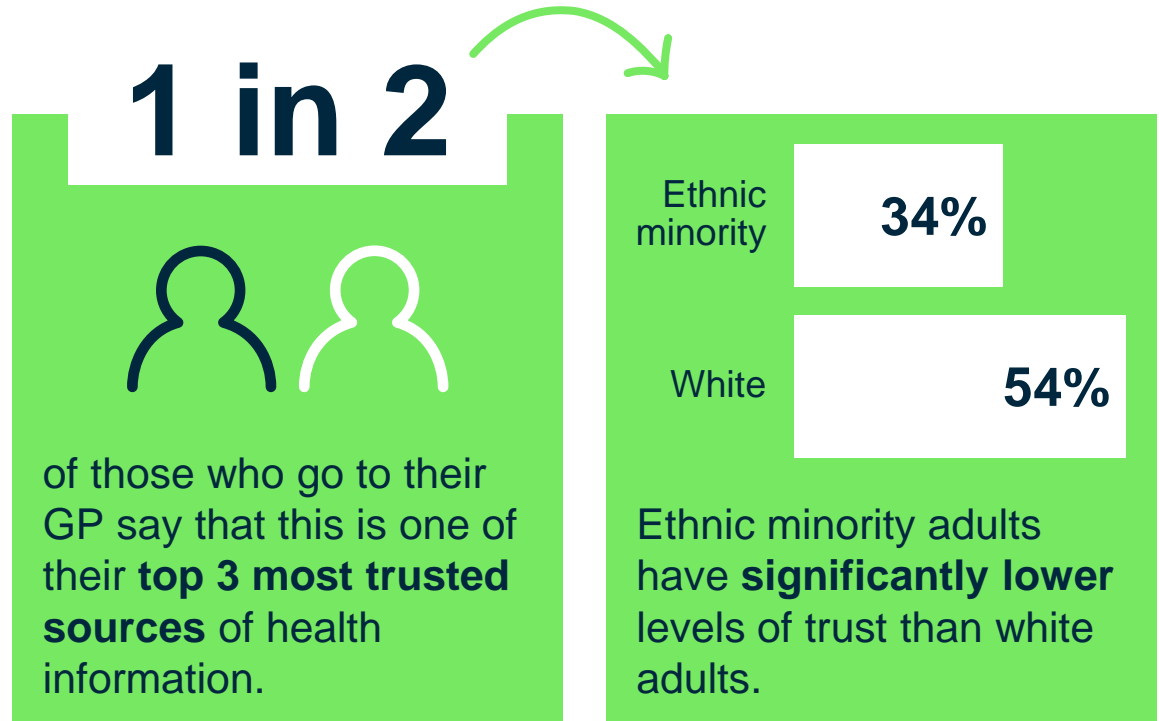 1 in 2
of those who go to their
GP say that this is one of
their top 3 most trusted
sources of health
information.
Ethnic
minority
34%
White
54%
Ethnic minority adults
have significantly lower
levels of trust than white
adults.